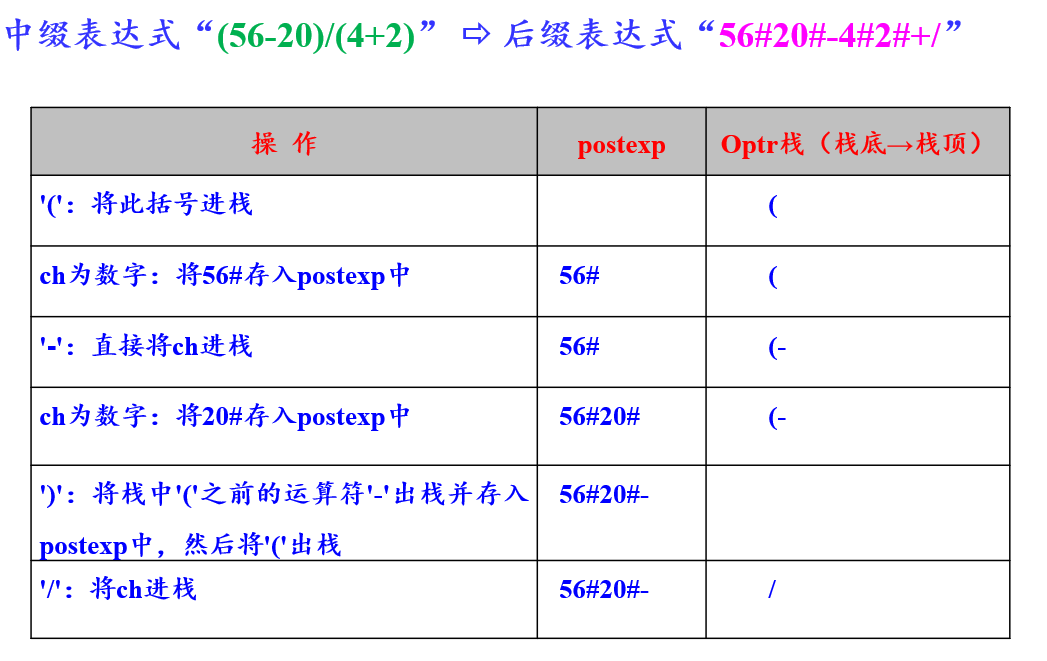 中缀表达式“(56-20)/(4+2)” ⇨ 后缀表达式“56#20#-4#2#+/”
操 作 postexp Optr栈（栈底→栈顶）
'('：将此括号进栈 (
ch为数字：将56#存入postexp中 56# (
'-'：直接将ch进栈 56# (-
ch为数字：将20#存入postexp中 56#20# (-
')'：将栈中'('之前的运算符'-'出栈并存入 56#20#-
postexp中，然后将'('出栈
'/'：将ch进栈 56#20#- /